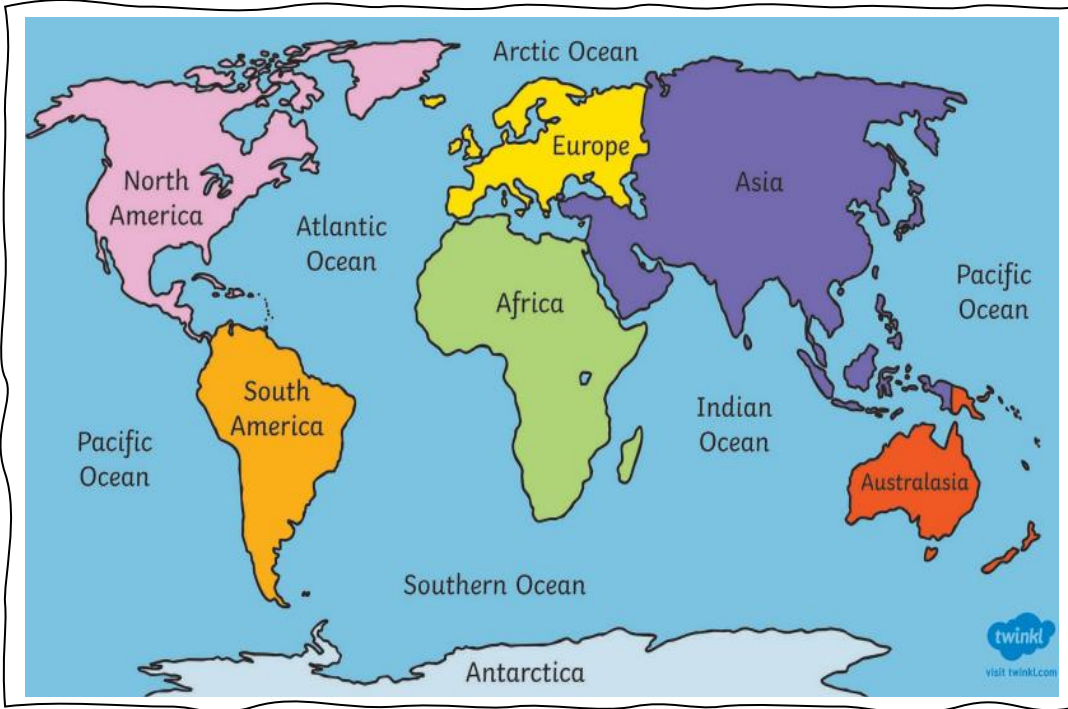 Arctic Ocean
Europe
Asia
North
America
Atlantic
Ocean
Pacific
Ocean
Africa
South
America
Indian
Ocean
Pacific
Ocean
Australasia
Southern Ocean
Antarctica
twinkl
visit twinkl.com